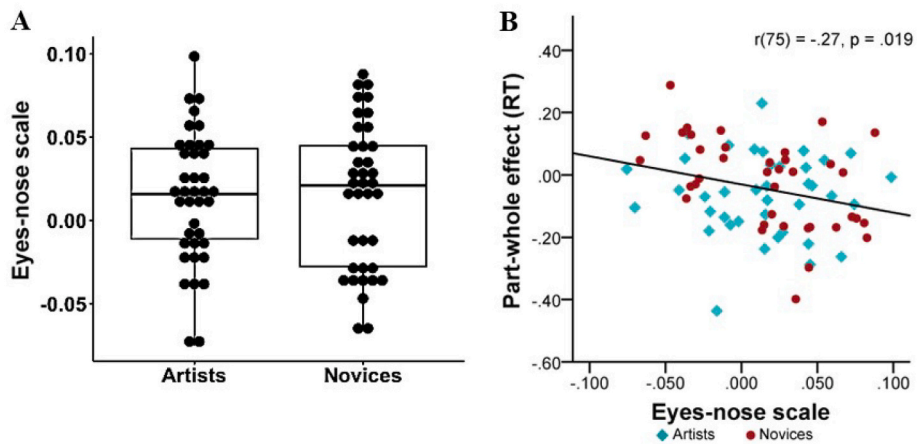 A
Eyes-nose scale
0.10
0.05
0.00
-0.05
Artists
Novices
B
r(75) = -.27, p = .019
Part-whole effect (RT)
.40
.20
.00
-.20
-.40
-.60
-.100
-.050
.000
.050
.100
Eyes-nose scale
Artists
Novices